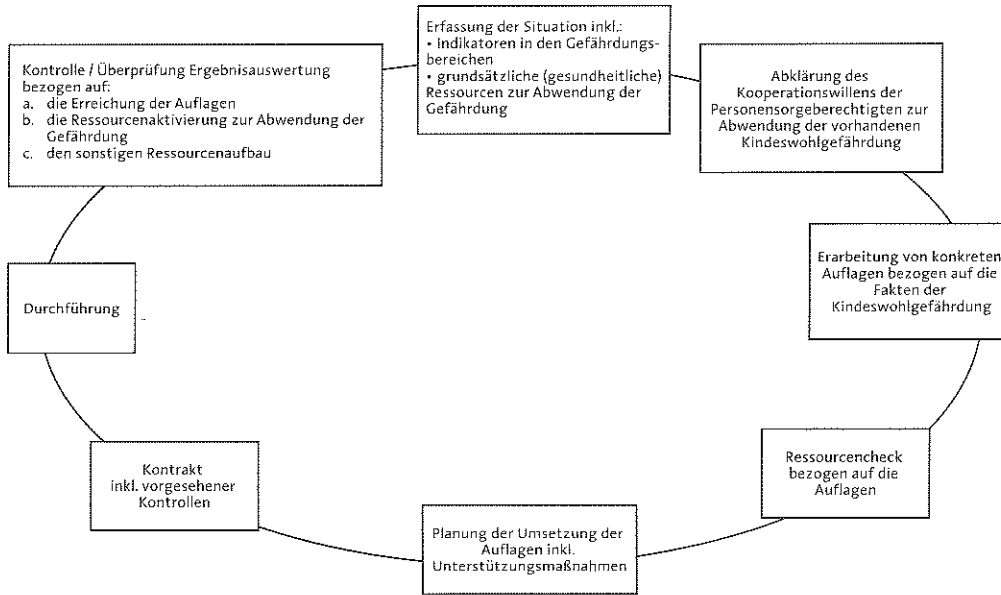 Erfassung der Situation inkl.:
• Indikatoren in den Gefährdungs-
bereichen
• grundsätzliche (gesundheitliche)
Ressourcen zur Abwendung der
Gefährdung
Abklärung des
Kooperationswillens der
Personensorgeberechtigten zur
Abwendung der vorhandenen
Kindeswohlgefährdung
Erarbeitung von konkreten
Auflagen bezogen auf die
Fakten der
Kindeswohlgefährdung
Ressourcencheck
bezogen auf die
Auflagen
Planung der Umsetzung der
Auflagen inkl.
Unterstützungsmaßnahmen
Kontrakt
inkl. vorgesehener
Kontrollen
Durchführung
Kontrolle / Überprüfung Ergebnisauswertung
bezogen auf:
a. die Erreichung der Auflagen
b. die Ressourcenaktivierung zur Abwendung der
Gefährdung
c. den sonstigen Ressourcenaufbau